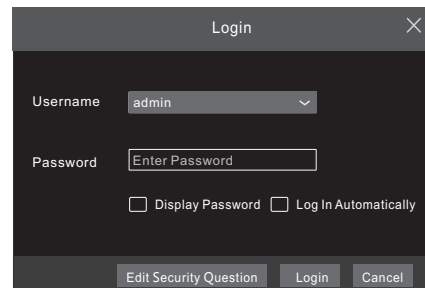 Login
Username admin
Password Enter Password
Display Password Log In Automatically
Edit Security Question Login Cancel